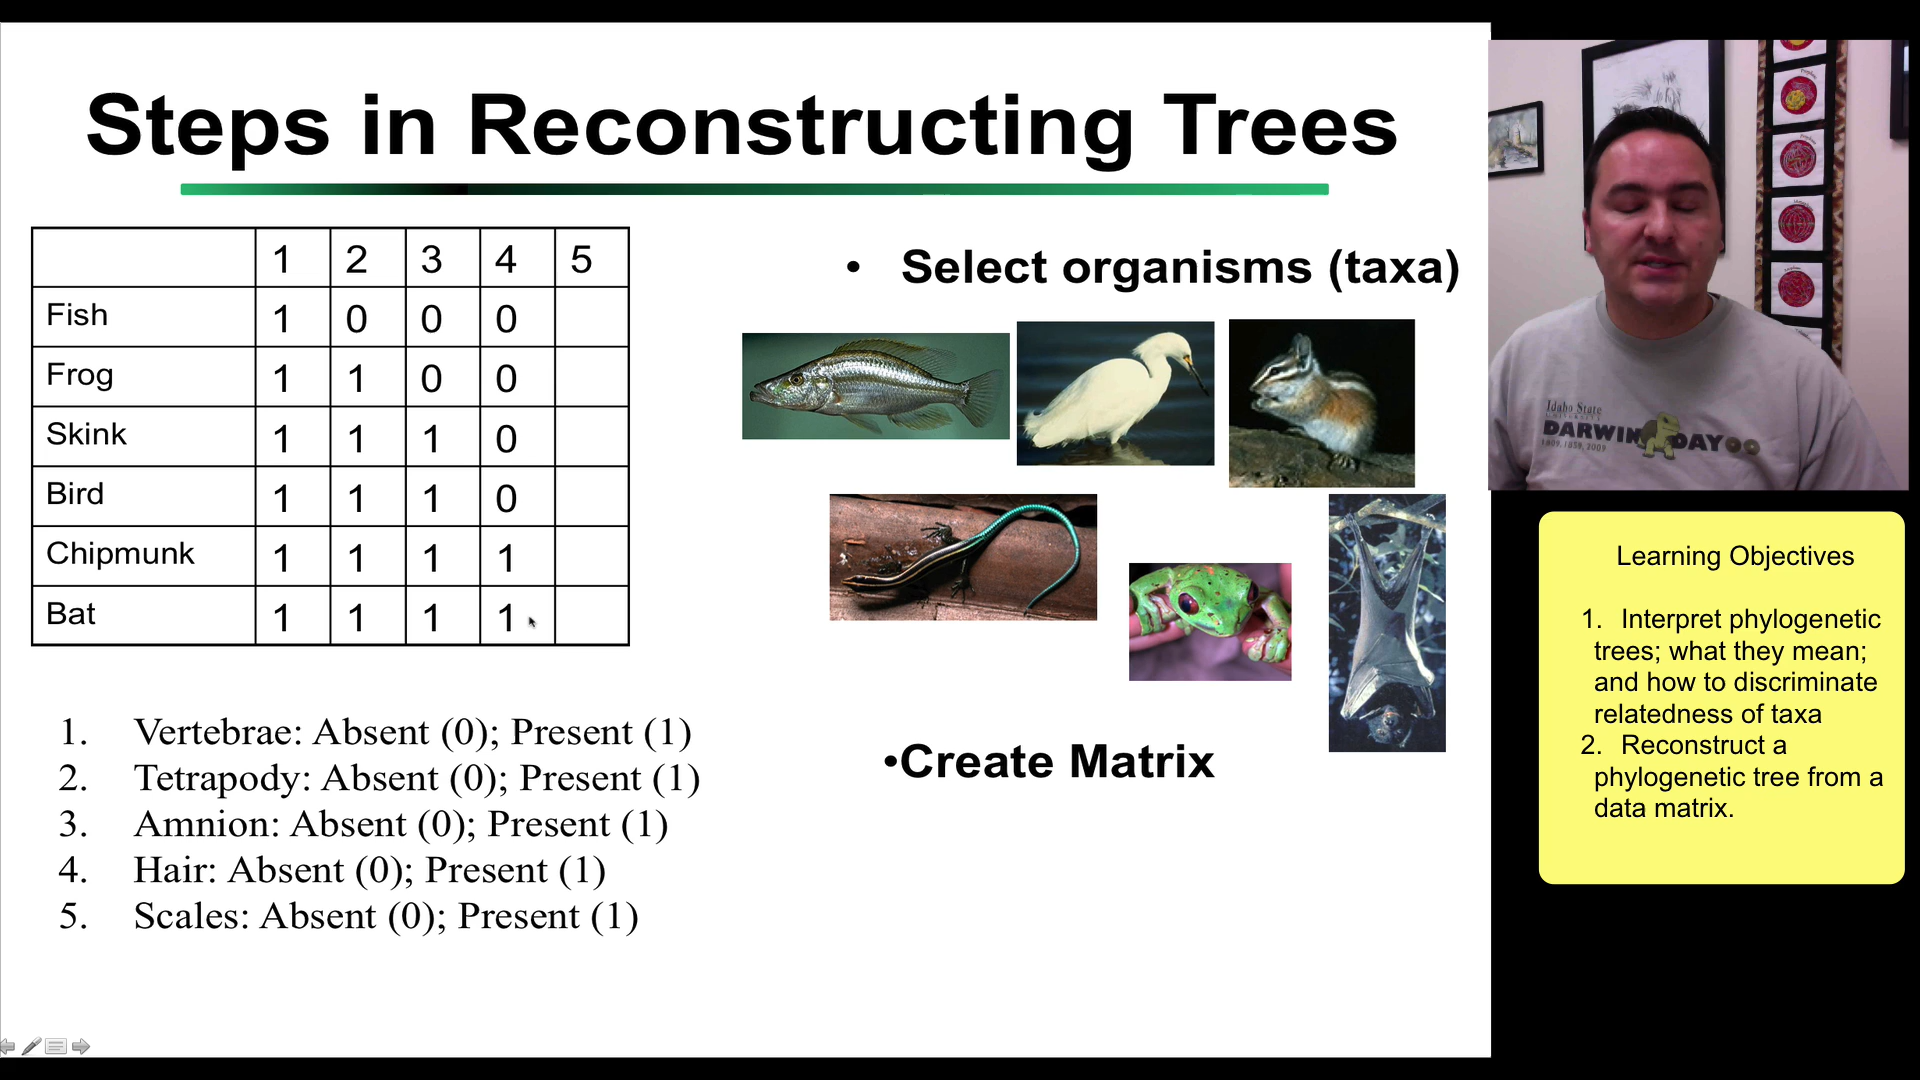 Steps in Reconstructing Trees
1 2 3 4 5
Fish 1 0 0 0
Frog 1 1 0 0
Skink 1 1 1 0
Bird 1 1 1 0
Chipmunk 1 1 1 1
Bat 1 1 1 1
1. Vertebrae: Absent (0); Present (1)
2. Tetrapody: Absent (0); Present (1)
3. Amnion: Absent (0); Present (1)
4. Hair: Absent (0); Present (1)
5. Scales: Absent (0); Present (1)
• Select organisms (taxa)
•Create Matrix
Idaho State
UNIVERSITY
DARWIN DAY
1809, 1859, 2009
Learning Objectives
1. Interpret phylogenetic
trees; what they mean;
and how to discriminate
relatedness of taxa
2. Reconstruct a
phylogenetic tree from a
data matrix.